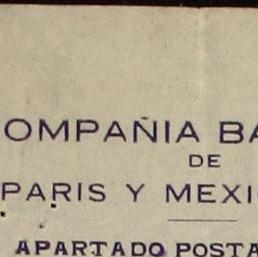 OMPAÑIA BA
DE
PARIS Y MEXI
APARTADO POSTA